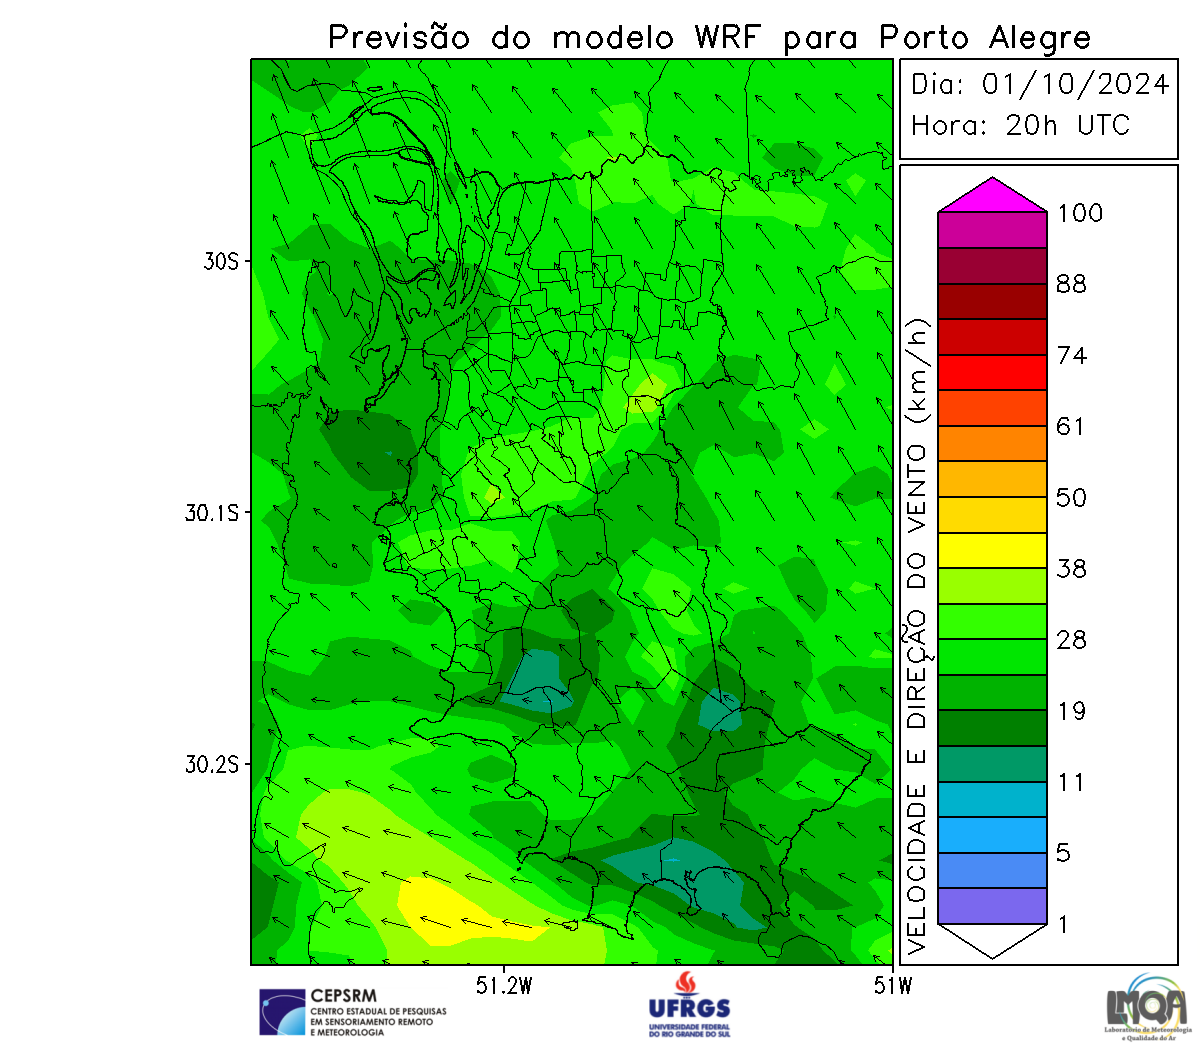 Previsão do modelo WRF para Porto Alegre
Dia: 01/10/2024
Hora: 20h UTC
30S
30.1S
30.2S
51.2W
51W
VELOCIDADE E DIREÇÃO DO VENTO (km/h)
100
88
74
61
50
38
28
19
11
5
1
CEPSRM
CENTRO ESTADUAL DE PESQUISAS
EM SENSORIAMENTO REMOTO
E METEOROLOGIA
UFRGS
UNIVERSIDADE FEDERAL
DO RIO GRANDE DO SUL
LMQA
Laboratório de Meteorologia
e Qualidade do Ar